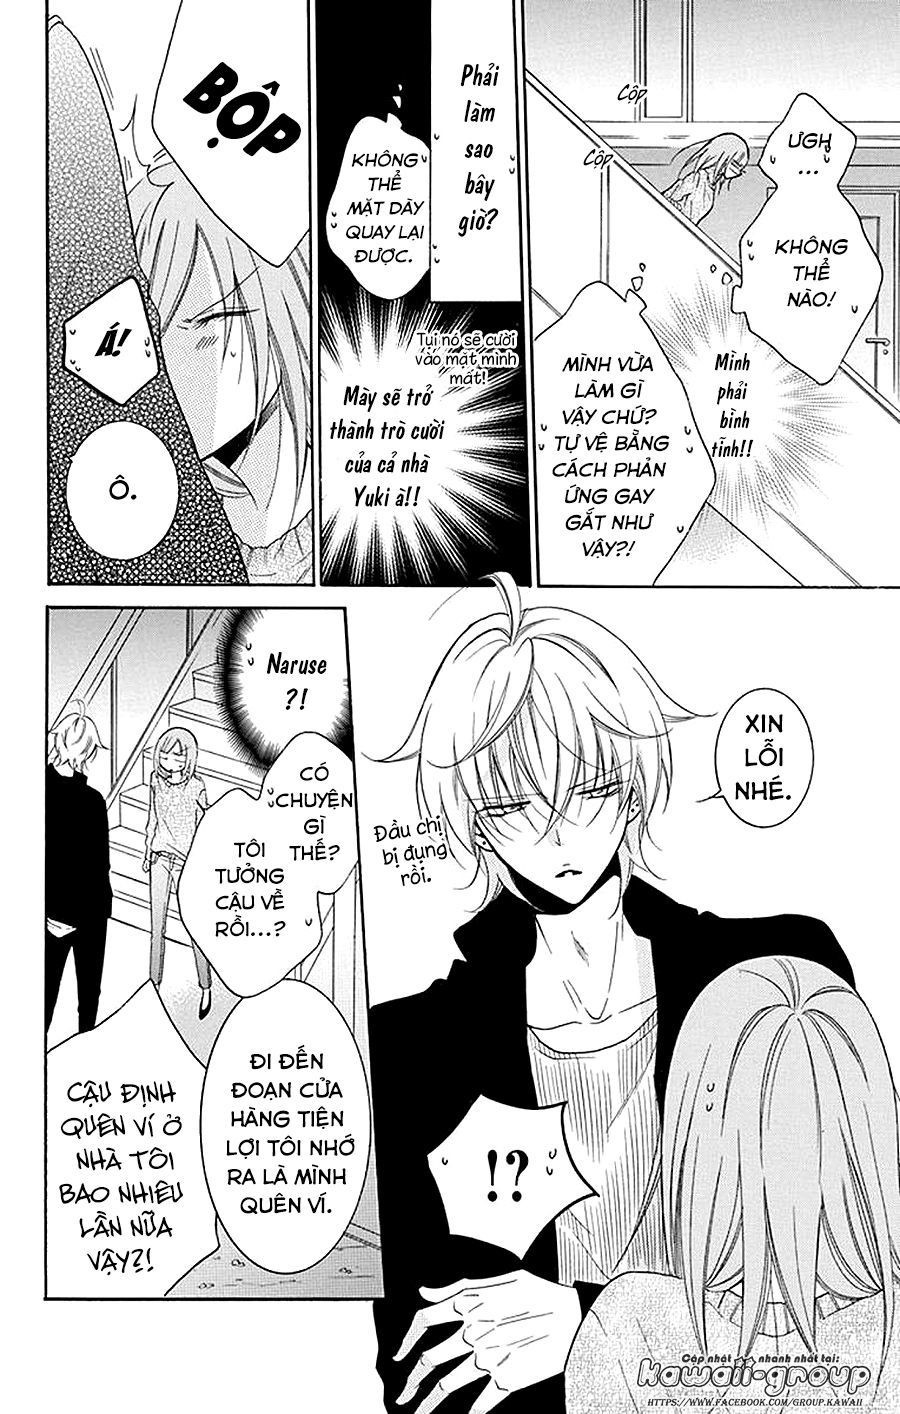 Cộp
Cộp
ƯGH
...
KHÔNG
THỂ
NÀO!
Mình
phải
bình
tĩnh!!
MÌNH VỪA
LÀM GÌ
VẬY CHỨ?
TỰ VỆ BẰNG
CÁCH PHẢN
ỨNG GAY
GẮT NHƯ
VẬY?!
Phải
làm
sao
bây
giờ?
KHÔNG
THỂ
MẶT DÀY
QUAY LẠI
ĐƯỢC.
Tụi nó sẽ cười
vào mặt mình
mất!
Mày sẽ trở
thành trò cười
của cả nhà
Yuki à!!
BỘP
Á!
Ô.
XIN
LỖI
NHÉ.
Đầu chị
bị đụng
rồi.
!?
Naruse
?!
CÓ
CHUYỆN
GÌ
THẾ?
TÔI
TƯỞNG
CẬU VỀ
RỒI...?
ĐI ĐẾN
ĐOẠN CỬA
HÀNG TIỆN
LỢI TÔI NHỚ
RA LÀ MÌNH
QUÊN VÍ.
CẬU ĐỊNH
QUÊN VÍ Ở
NHÀ TÔI
BAO NHIÊU
LẦN NỮA
VẬY?!
Cập nhật nhanh nhất tại:
kawaii-group
HTTPS://WWW.FACEBOOK.COM/GROUP.KAWAII